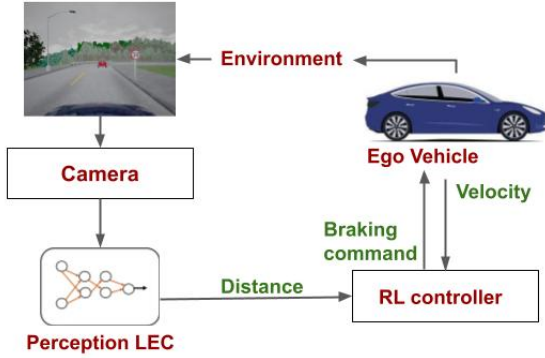 Environment
Camera
Ego Vehicle
Velocity
Braking
command
Distance
RL controller
Perception LEC